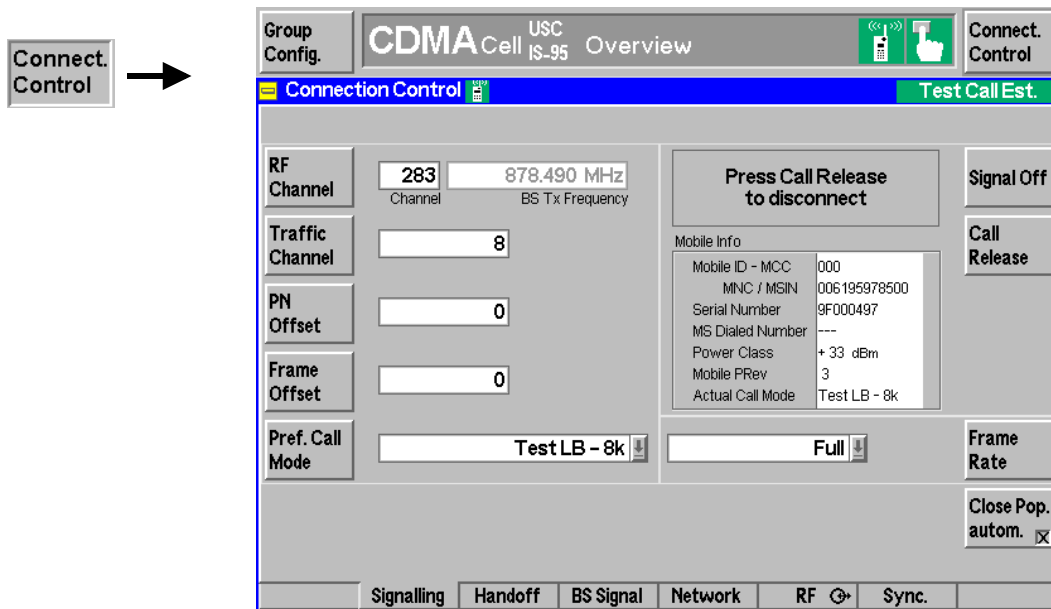 Connect.
Control
Group
Config.
CDMA Cell USC IS-95 Overview
Connect.
Control
Connection Control
Test Call Est.
RF
Channel
283
878.490 MHz
Channel
BS Tx Frequency
Press Call Release
to disconnect
Signal Off
Traffic
Channel
8
Mobile Info
Call
Release
Mobile ID - MCC 000
MNC / MSIN 006195978500
Serial Number 9F000497
MS Dialed Number ---
Power Class + 33 dBm
Mobile PRev 3
Actual Call Mode Test LB - 8k
PN
Offset
0
Frame
Offset
0
Pref. Call
Mode
Test LB - 8k
Full
Frame
Rate
Close Pop.
autom. X
Signalling Handoff BS Signal Network RF Sync.